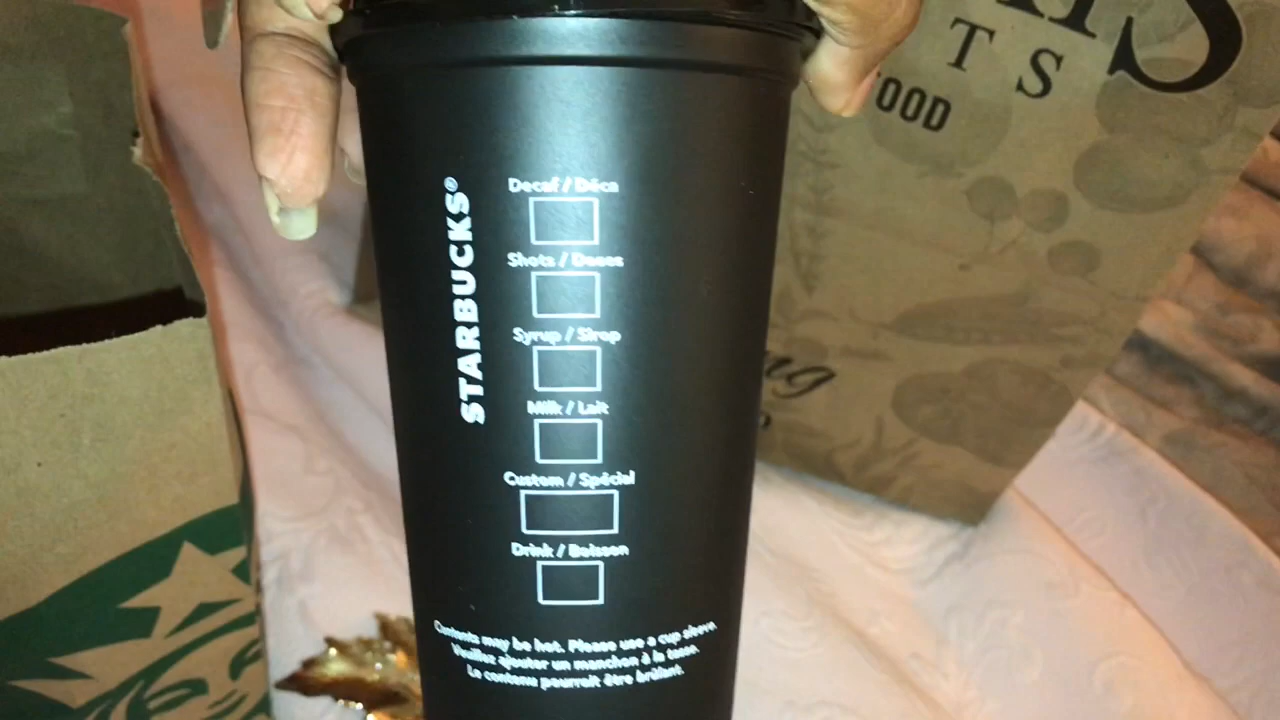 STARBUCKS®
Decaf / Déca
Shots / Doses
Syrup / Sirop
Milk / Lait
Custom / Spécial
Drink / Boisson
Contents may be hot. Please use a cup sleeve.
Veuillez ajouter un manchon à la tasse.
Le contenu pourrait être brûlant.
T S
OOD